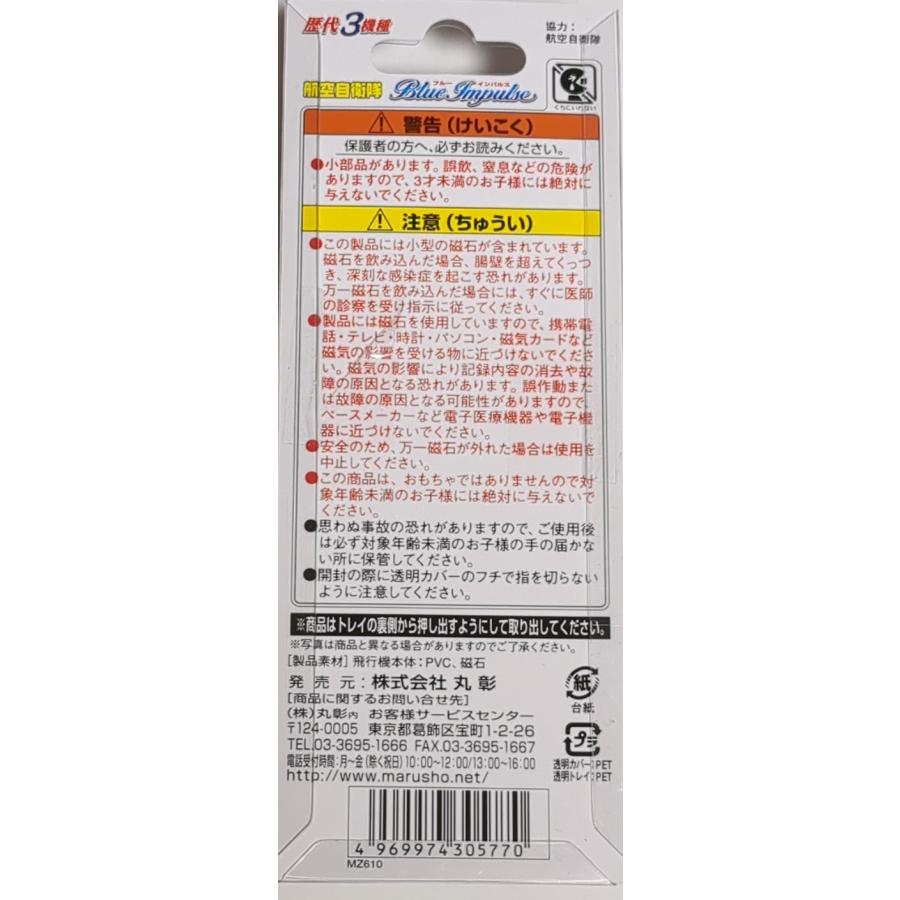 歴代3機種
協力：
航空自衛隊
航空自衛隊 Blue Impulse
ブルー インパルス
くちにいれない
警告（けいこく）
保護者の方へ、必ずお読みください。
●小部品があります。誤飲、窒息などの危険が
ありますので、3才未満のお子様には絶対に
与えないでください。
注意（ちゅうい）
●この製品には小型の磁石が含まれています。
磁石を飲み込んだ場合、腸壁を超えてくっつ
き、深刻な感染症を起こす恐れがあります。
万一磁石を飲み込んだ場合には、すぐに医師
の診察を受け指示に従ってください。
●製品には磁石を使用していますので、携帯電
話・テレビ・時計・パソコン・磁気カードなど
磁気の影響を受ける物に近づけないでくださ
い。磁気の影響により記録内容の消去や故
障の原因となる恐れがあります。誤作動また
は故障の原因となる可能性がありますので、
ペースメーカーなど電子医療機器や電子機
器に近づけないでください。
●安全のため、万一磁石が外れた場合は使用を
中止してください。
●この商品は、おもちゃではありませんので対
象年齢未満のお子様には絶対に与えないで
ください。
●思わぬ事故の恐れがありますので、ご使用後
は必ず対象年齢未満のお子様の手の届かな
い所に保管してください。
●開封の際に透明カバーのフチで指を切らない
ように注意してください。
※商品はトレイの裏側から押し出すようにして取り出してください。
※写真は商品と異なる場合がありますのでご了承ください。
［製品素材］飛行機本体：PVC、磁石
発売元：株式会社 丸彰
［商品に関するお問い合せ先］
（株）丸彰内 お客様サービスセンター
〒124-0005 東京都葛飾区宝町1-2-26
TEL.03-3695-1666 FAX.03-3695-1667
電話受付時間：月〜金（除く祝日）10:00〜12:00/13:00〜16:00
http://www.marusho.net/
紙
台紙
プラ
透明カバー：PET
透明トレイ：PET
4 969974 305770
MZ610